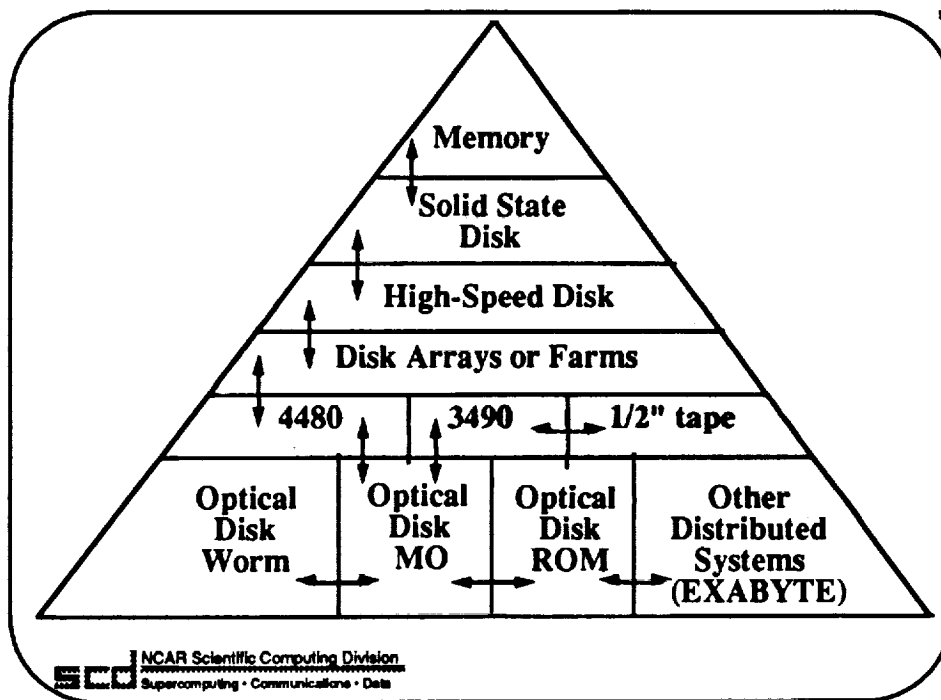 Memory
Solid State
Disk
High-Speed Disk
Disk Arrays or Farms
4480 3490 1/2" tape
Optical
Disk
Worm
Optical
Disk
MO
Optical
Disk
ROM
Other
Distributed
Systems
(EXABYTE)
scd NCAR Scientific Computing Division
Supercomputing • Communications • Data